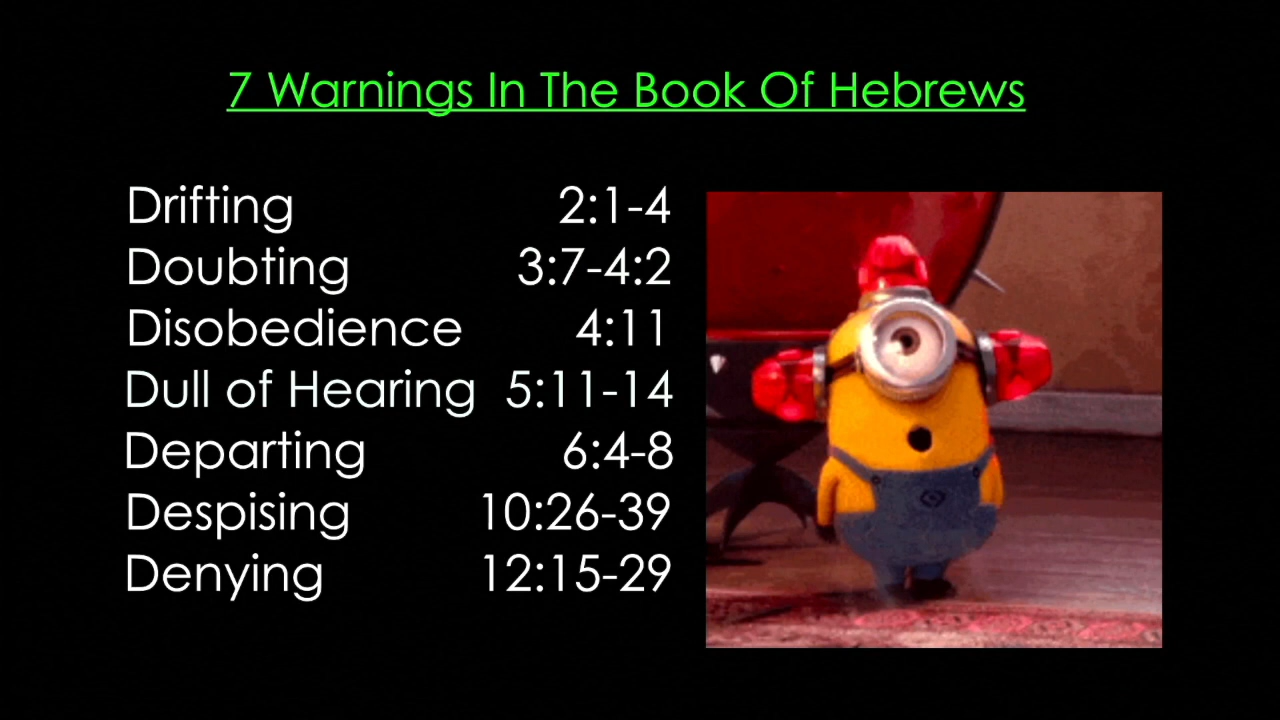 7 Warnings In The Book Of Hebrews
Drifting 2:1-4
Doubting 3:7-4:2
Disobedience 4:11
Dull of Hearing 5:11-14
Departing 6:4-8
Despising 10:26-39
Denying 12:15-29